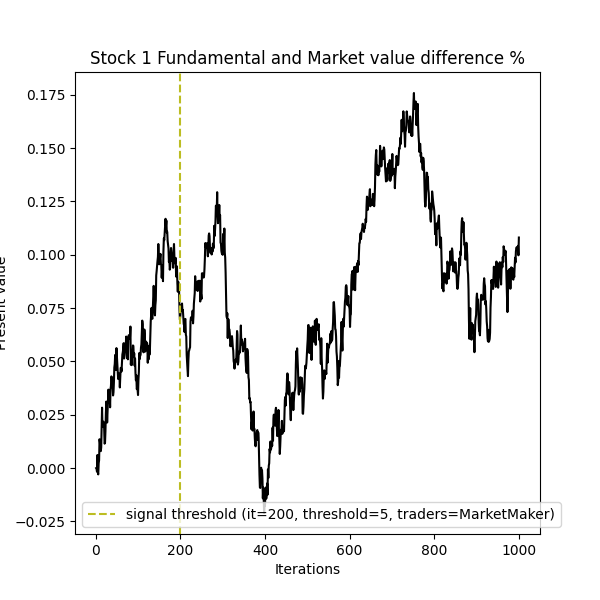 Stock 1 Fundamental and Market value difference %
0.175
0.150
0.125
0.100
0.075
0.050
0.025
0.000
−0.025
Present value
signal threshold (it=200, threshold=5, traders=MarketMaker)
0 200 400 600 800 1000
Iterations